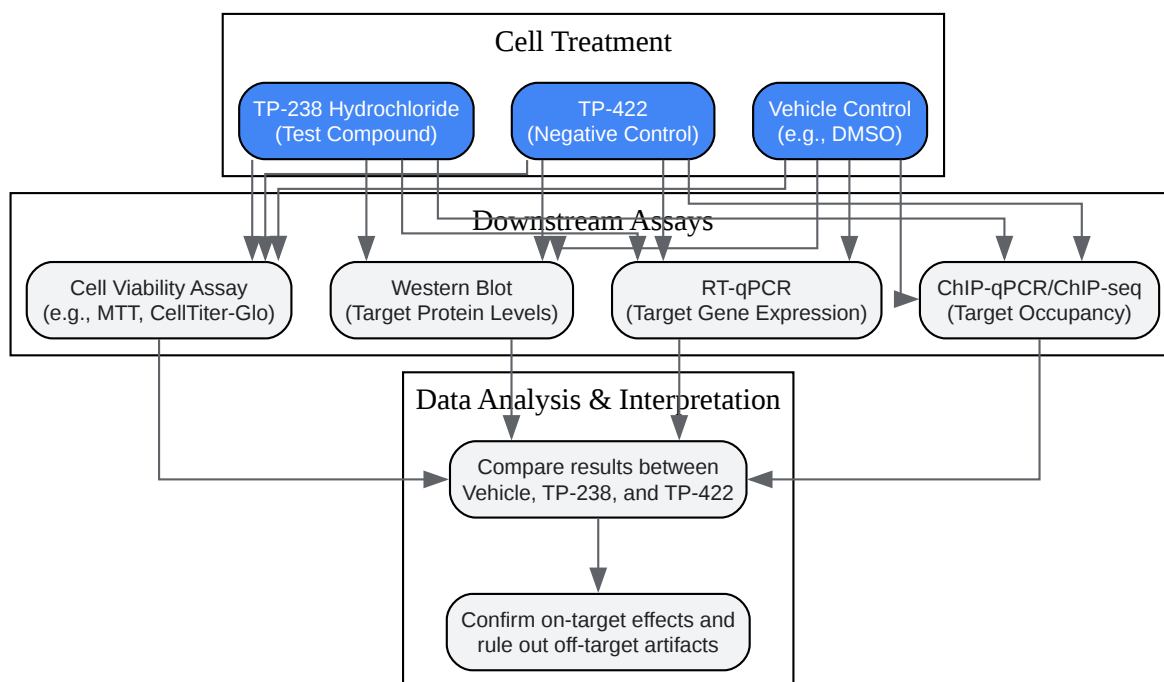 Cell Treatment
TP-238 Hydrochloride
(Test Compound)
TP-422
(Negative Control)
Vehicle Control
(e.g., DMSO)
Downstream Assays
Cell Viability Assay
(e.g., MTT, CellTiter-Glo)
Western Blot
(Target Protein Levels)
RT-qPCR
(Target Gene Expression)
ChIP-qPCR/ChIP-seq
(Target Occupancy)
Data Analysis & Interpretation
Compare results between
Vehicle, TP-238, and TP-422
Confirm on-target effects and
rule out off-target artifacts